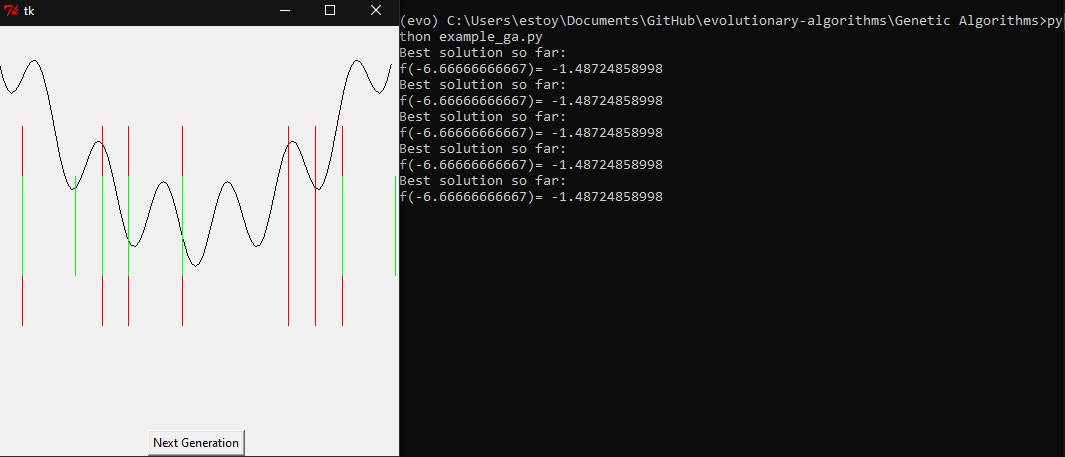 tk
Next Generation
(evo) C:\Users\estoy\Documents\GitHub\evolutionary-algorithms\Genetic Algorithms>py
thon example_ga.py
Best solution so far:
f(-6.66666666667)= -1.48724858998
Best solution so far:
f(-6.66666666667)= -1.48724858998
Best solution so far:
f(-6.66666666667)= -1.48724858998
Best solution so far:
f(-6.66666666667)= -1.48724858998
Best solution so far:
f(-6.66666666667)= -1.48724858998